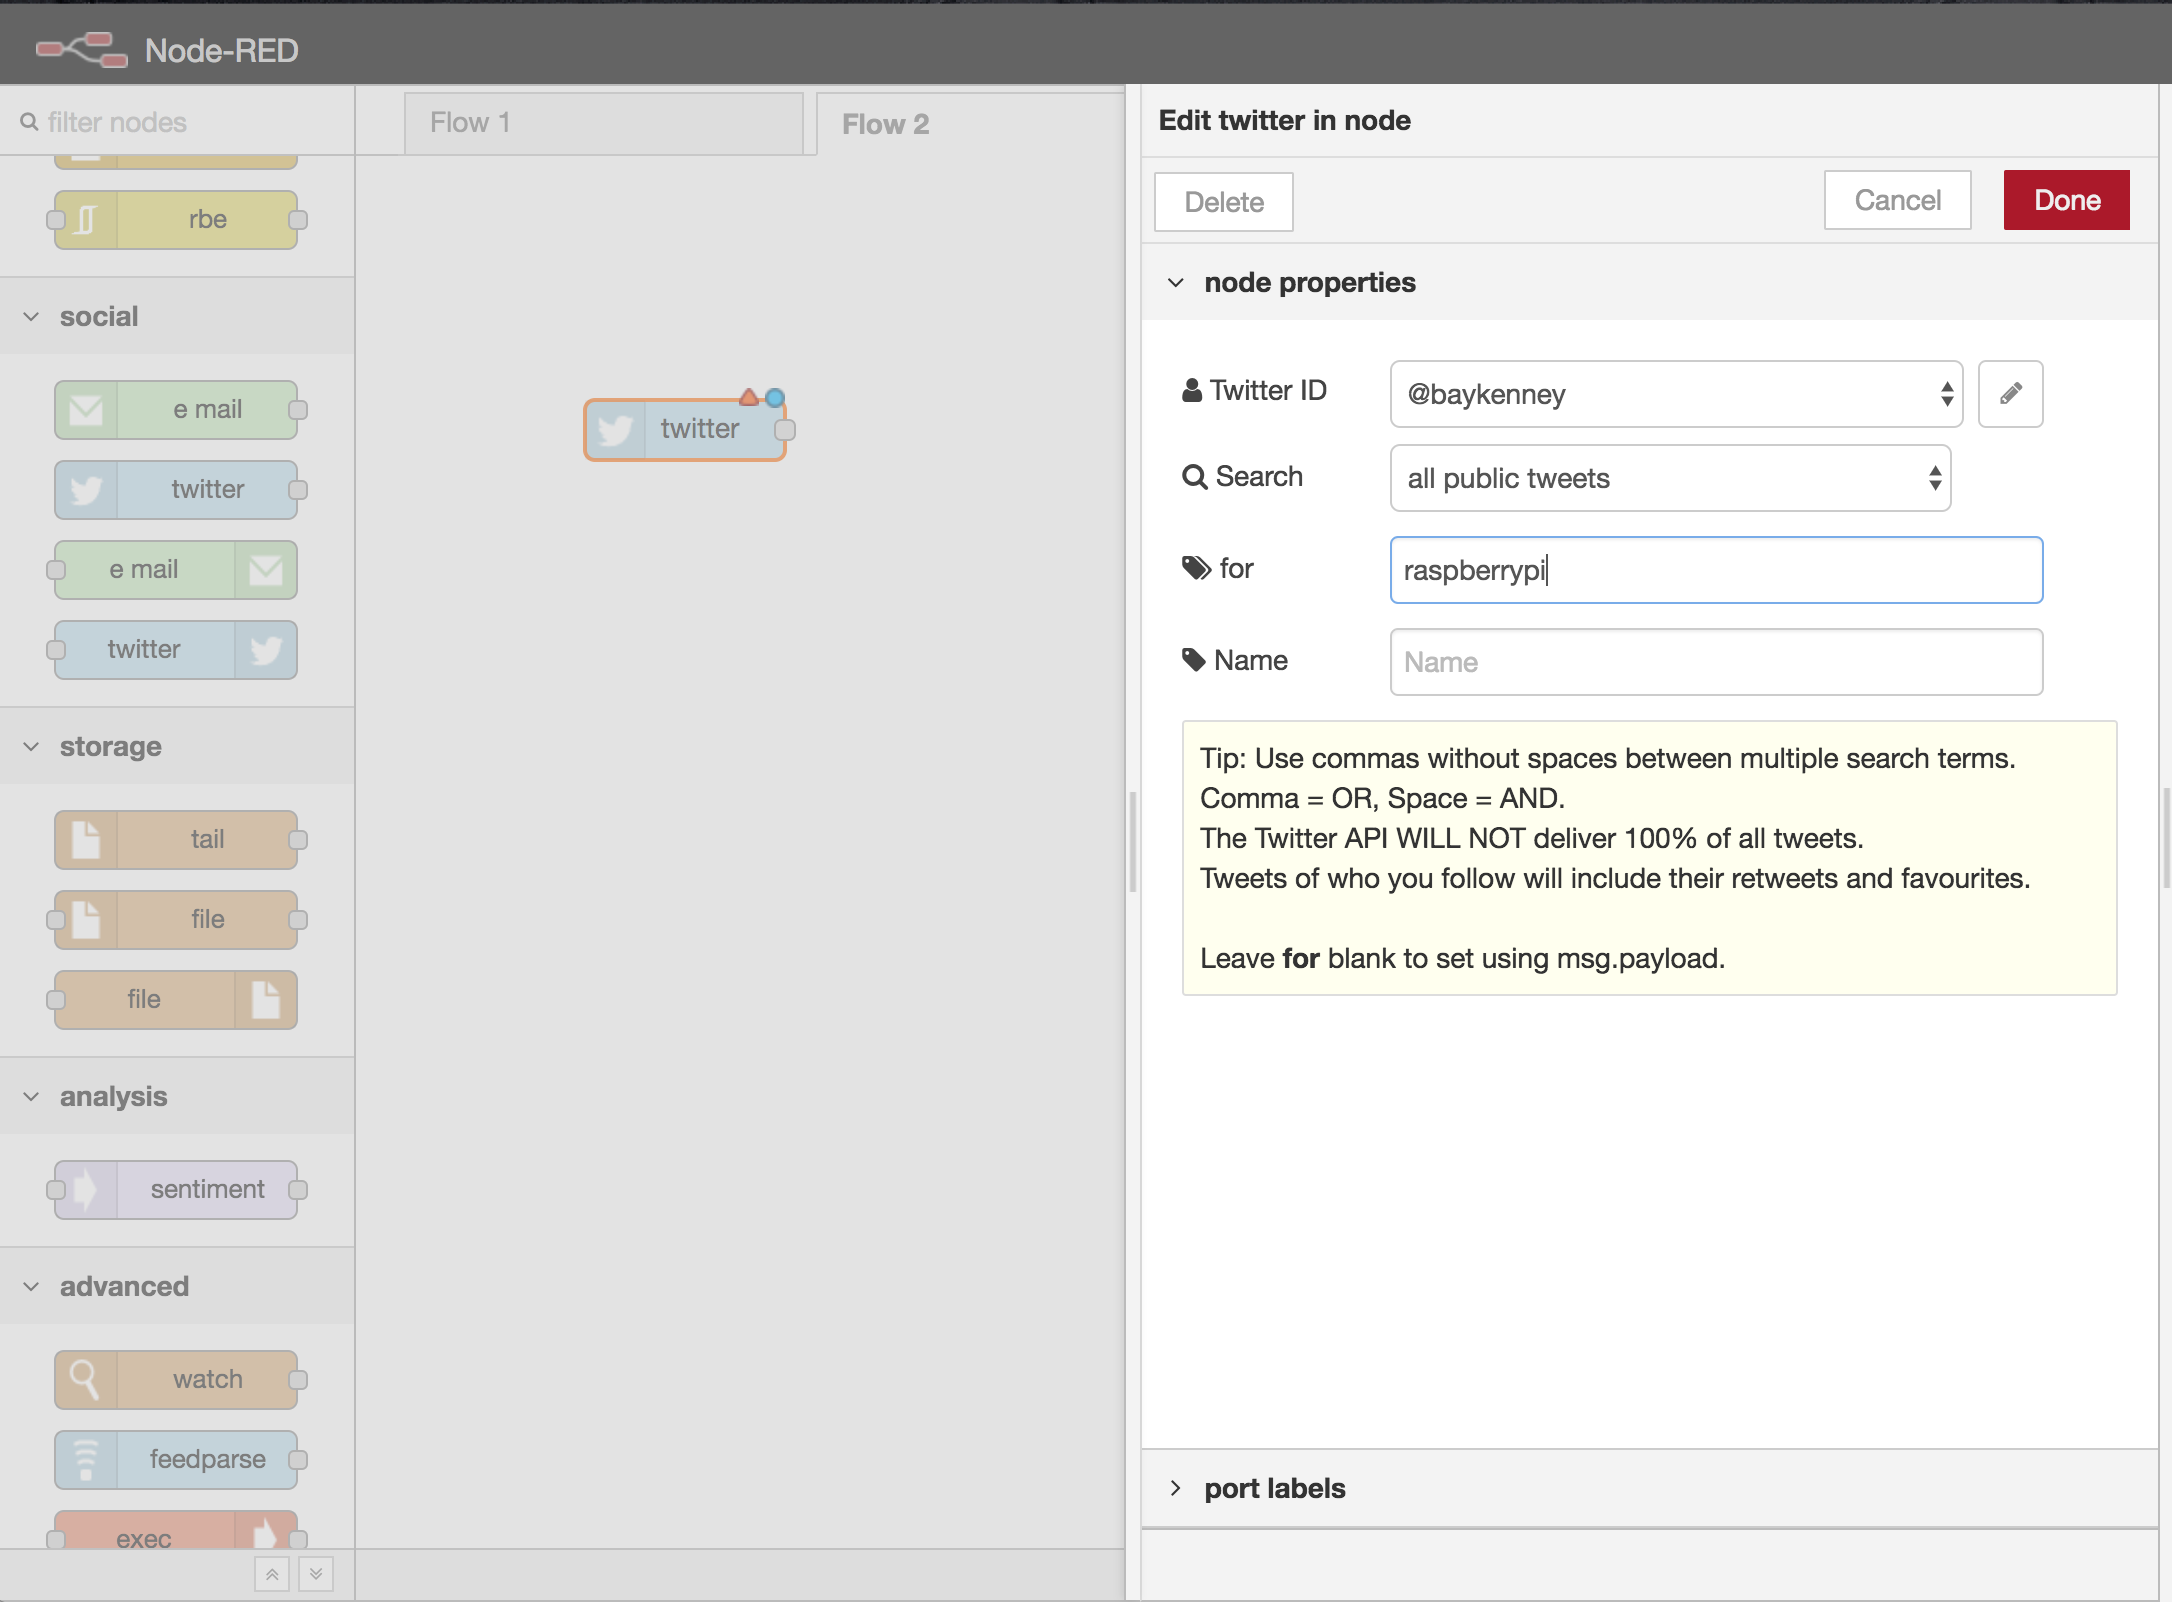 Node-RED
filter nodes
rbe
social
e mail
twitter
e mail
twitter
storage
tail
file
file
analysis
sentiment
advanced
watch
feedparse
exec
Flow 1
Flow 2
twitter
Edit twitter in node
Delete
Cancel
Done
node properties
Twitter ID
@baykenney
Search
all public tweets
for
raspberrypi
Name
Name
Tip: Use commas without spaces between multiple search terms.
Comma = OR, Space = AND.
The Twitter API WILL NOT deliver 100% of all tweets.
Tweets of who you follow will include their retweets and favourites.
Leave for blank to set using msg.payload.
port labels